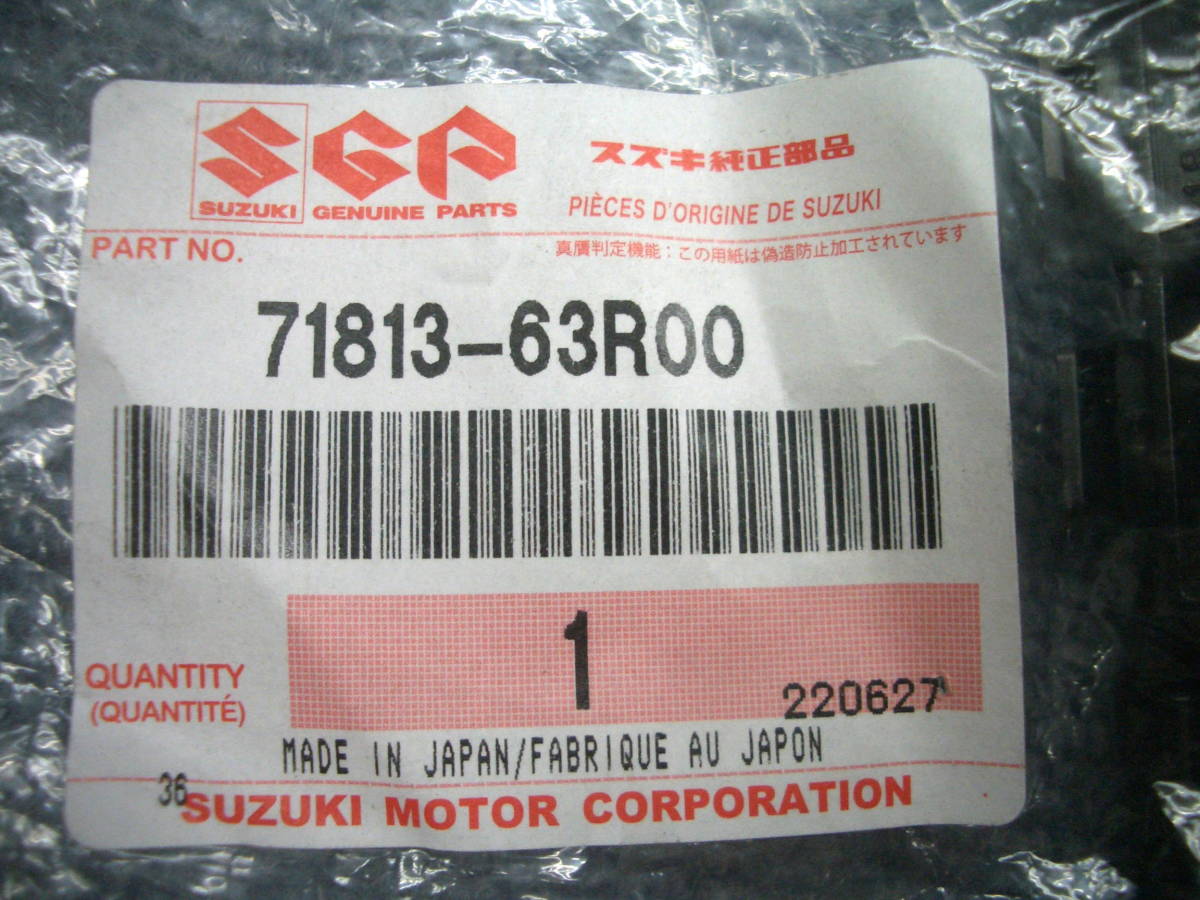 SGP
スズキ純正部品
SUZUKI GENUINE PARTS
PIÈCES D'ORIGINE DE SUZUKI
PART NO.
真贋判定機能：この用紙は偽造防止加工されています
71813-63R00
1
QUANTITY
(QUANTITÉ)
220627
MADE IN JAPAN/FABRIQUE AU JAPON
36
SUZUKI MOTOR CORPORATION